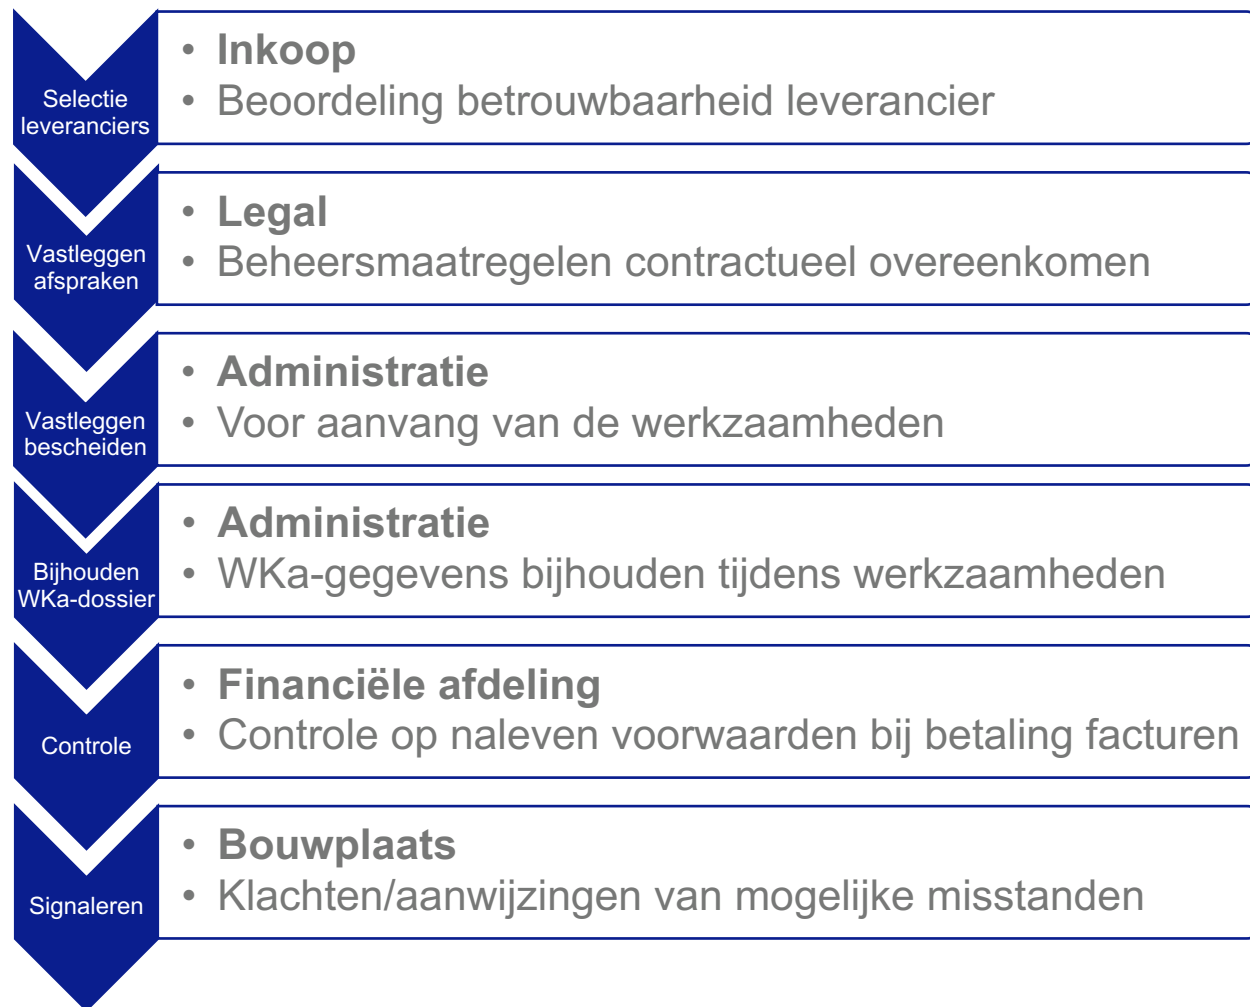 Selectie
leveranciers
• Inkoop
• Beoordeling betrouwbaarheid leverancier
Vastleggen
afspraken
• Legal
• Beheersmaatregelen contractueel overeenkomen
Vastleggen
bescheiden
• Administratie
• Voor aanvang van de werkzaamheden
Bijhouden
WKa-dossier
• Administratie
• WKa-gegevens bijhouden tijdens werkzaamheden
Controle
• Financiële afdeling
• Controle op naleven voorwaarden bij betaling facturen
Signaleren
• Bouwplaats
• Klachten/aanwijzingen van mogelijke misstanden